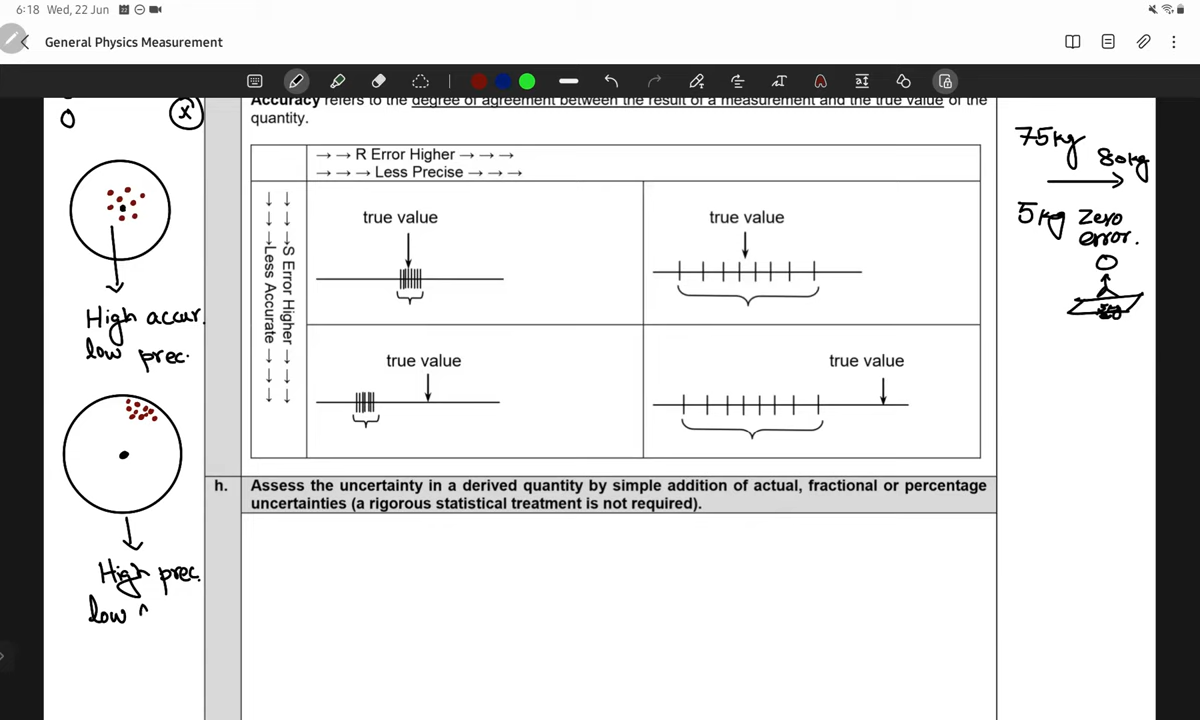 6:18 Wed, 22 Jun
General Physics Measurement
Accuracy refers to the degree of agreement between the result of a measurement and the true value of the
quantity.
→ → R Error Higher → → →
→ → → Less Precise → → →
→ → → S Error Higher → → →
→ → → Less Accurate → → →
true value
true value
true value
true value
h. Assess the uncertainty in a derived quantity by simple addition of actual, fractional or percentage
uncertainties (a rigorous statistical treatment is not required).
x
High accur.
low prec.
High prec.
low
75kg
80kg
5kg zero
error.